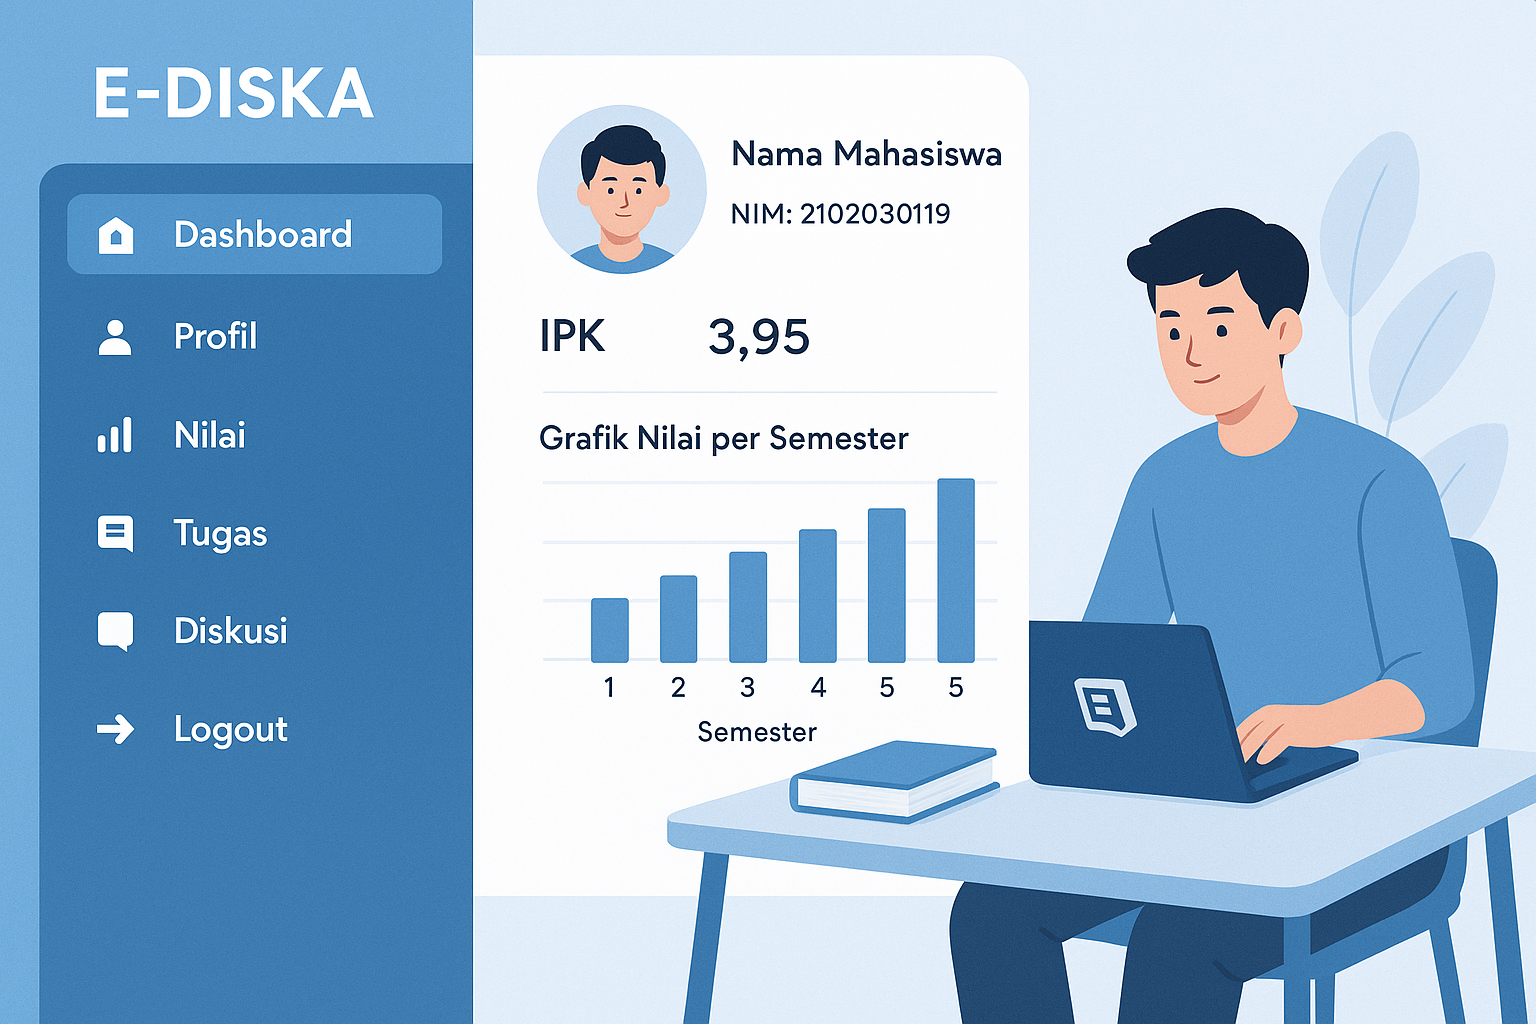 E-DISKA
Dashboard
Profil
Nilai
Tugas
Diskusi
Logout
Nama Mahasiswa
NIM: 2102030119
IPK 3,95
Grafik Nilai per Semester
1 2 3 4 5 5
Semester